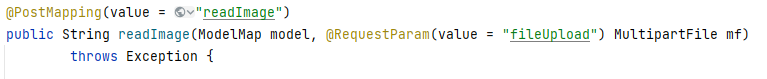 @PostMapping(value = "readImage")
public String readImage(ModelMap model, @RequestParam(value = "fileUpload") MultipartFile mf)
throws Exception {